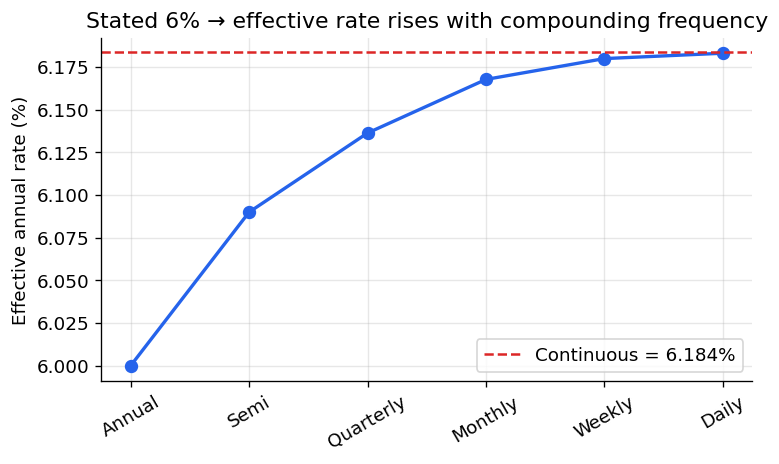 Stated 6% → effective rate rises with compounding frequency
Effective annual rate (%)
6.175
6.150
6.125
6.100
6.075
6.050
6.025
6.000
Continuous = 6.184%
Annual
Semi
Quarterly
Monthly
Weekly
Daily